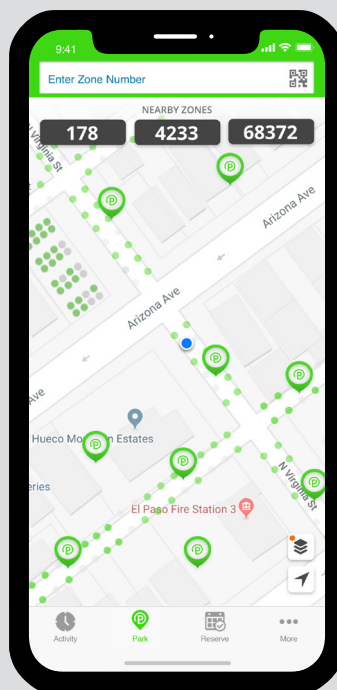 9:41
Enter Zone Number
NEARBY ZONES
178 4233 68372
N Virginia St
Arizona Ave
Arizona Ave
Ave
Hueco Mo n Estates
eries
N Virginia St
El Paso Fire Station 3
Activity Park Reserve More